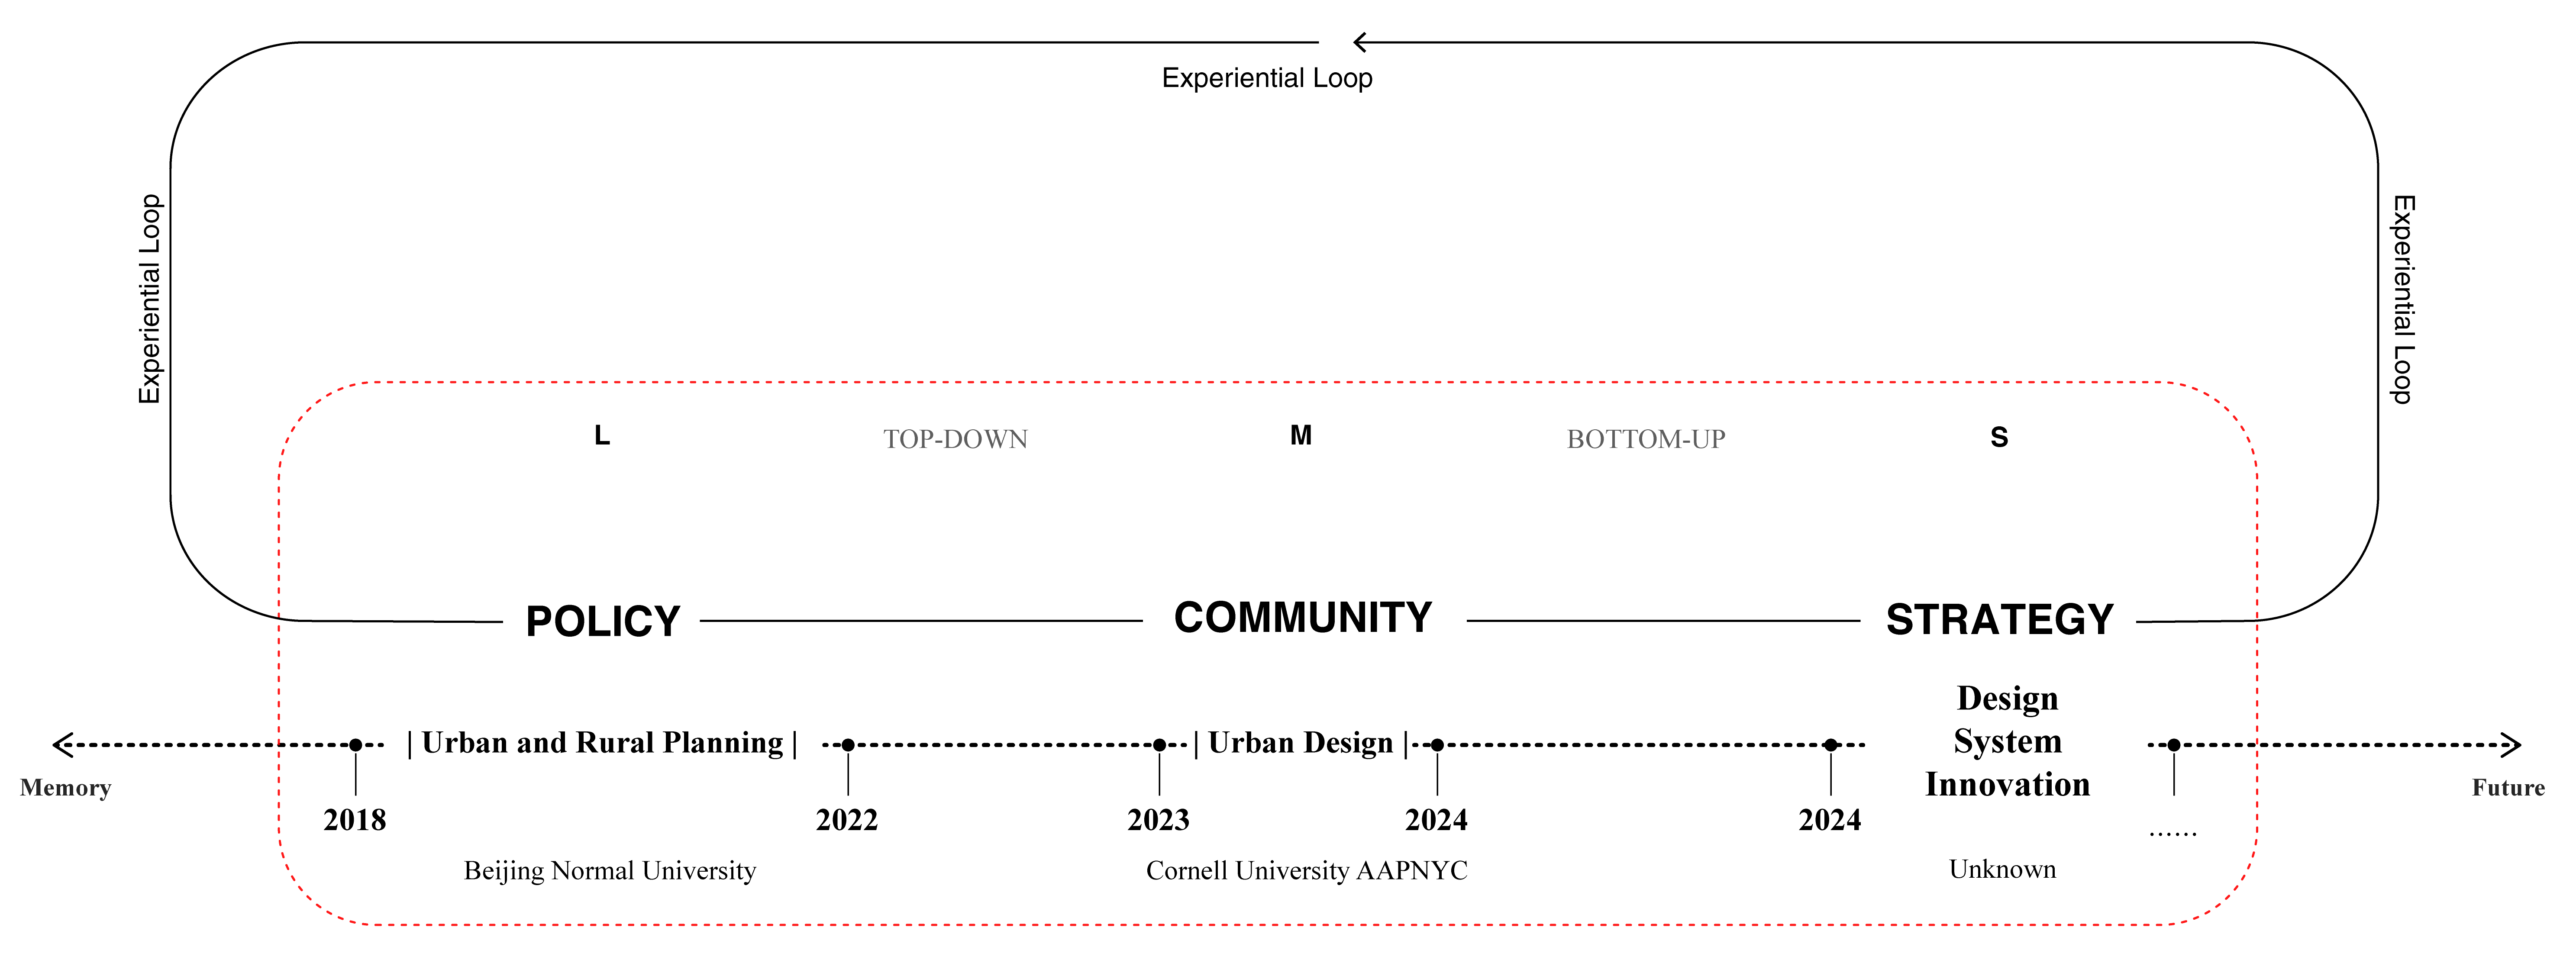 Experiential Loop
Experiential Loop
Experiential Loop
L
TOP-DOWN
M
BOTTOM-UP
S
POLICY
COMMUNITY
STRATEGY
| Urban and Rural Planning |
| Urban Design |
Design
System
Innovation
Memory
Future
2018
2022
2023
2024
2024
......
Beijing Normal University
Cornell University AAPNYC
Unknown